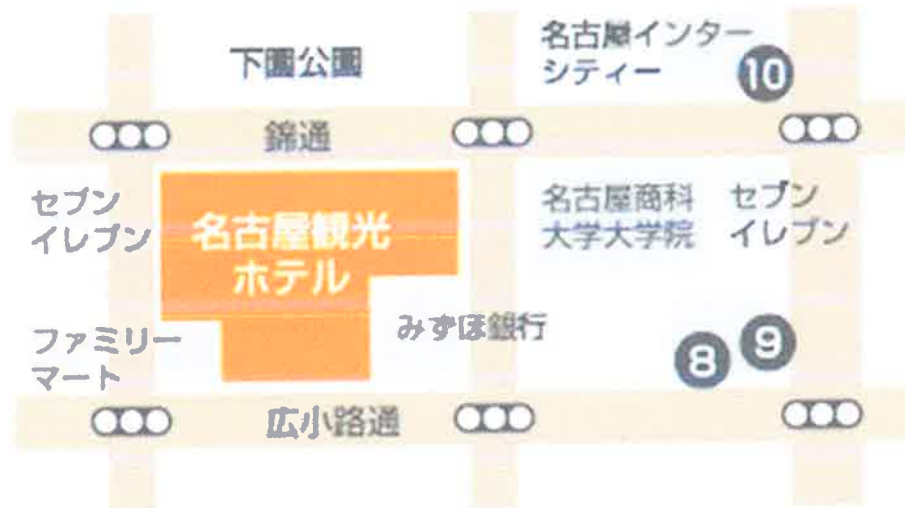 下園公園
名古屋インター
シティー
10
錦通
セブン
イレブン
名古屋観光
ホテル
名古屋商科
大学大学院
セブン
イレブン
ファミリー
マート
みずほ銀行
8
9
広小路通